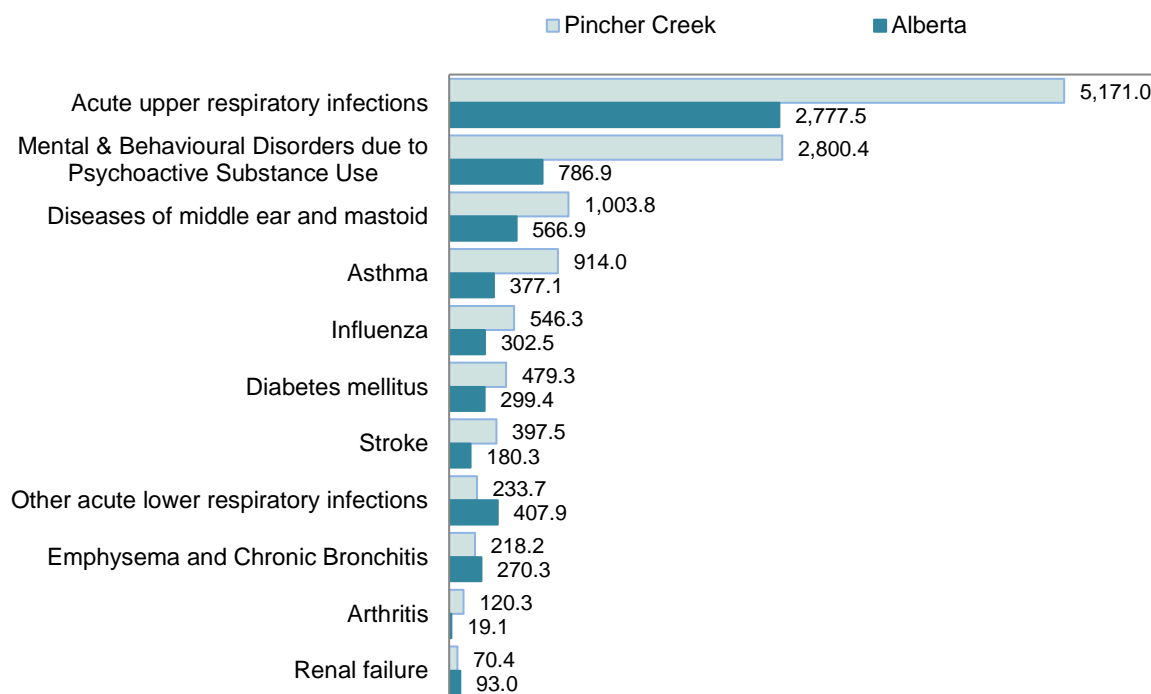 Pincher Creek Alberta
Acute upper respiratory infections 5,171.0
2,777.5
Mental & Behavioural Disorders due to
Psychoactive Substance Use 2,800.4
786.9
Diseases of middle ear and mastoid 1,003.8
566.9
Asthma 914.0
377.1
Influenza 546.3
302.5
Diabetes mellitus 479.3
299.4
Stroke 397.5
180.3
Other acute lower respiratory infections 233.7
407.9
Emphysema and Chronic Bronchitis 218.2
270.3
Arthritis 120.3
19.1
Renal failure 70.4
93.0